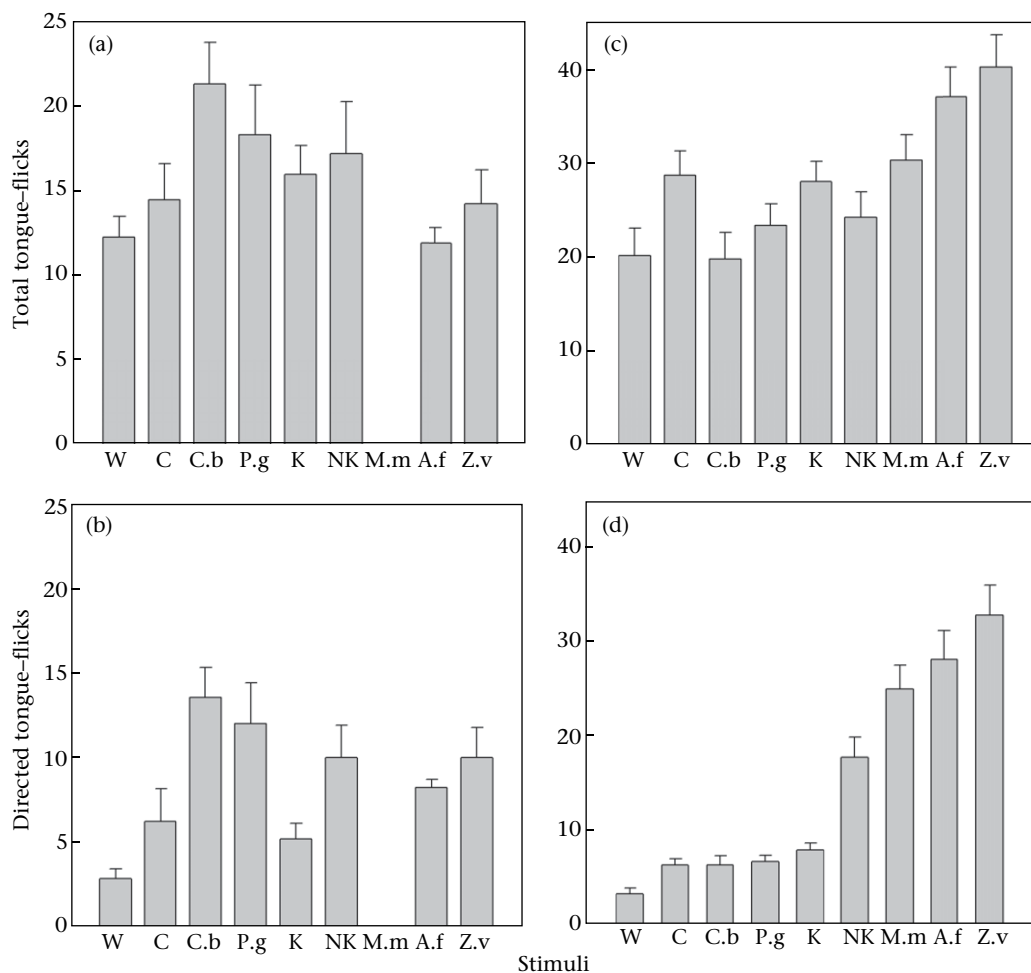 (a)
25
20
15
10
5
0
Total tongue–flicks
W C C.b P.g K NK M.m A.f Z.v
(c)
40
30
20
10
0
W C C.b P.g K NK M.m A.f Z.v
(b)
25
20
15
10
5
0
Directed tongue–flicks
W C C.b P.g K NK M.m A.f Z.v
(d)
40
30
20
10
0
W C C.b P.g K NK M.m A.f Z.v
Stimuli